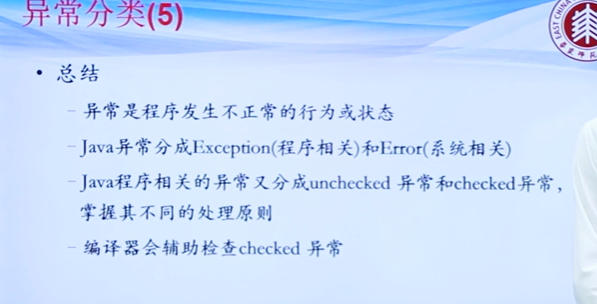 异常分类(5)
• 总结
– 异常是程序发生不正常的行为或状态
– Java异常分成Exception(程序相关)和Error(系统相关)
– Java程序相关的异常又分成unchecked 异常和checked异常，
掌握其不同的处理原则
– 编译器会辅助检查checked 异常
EAST CHINA